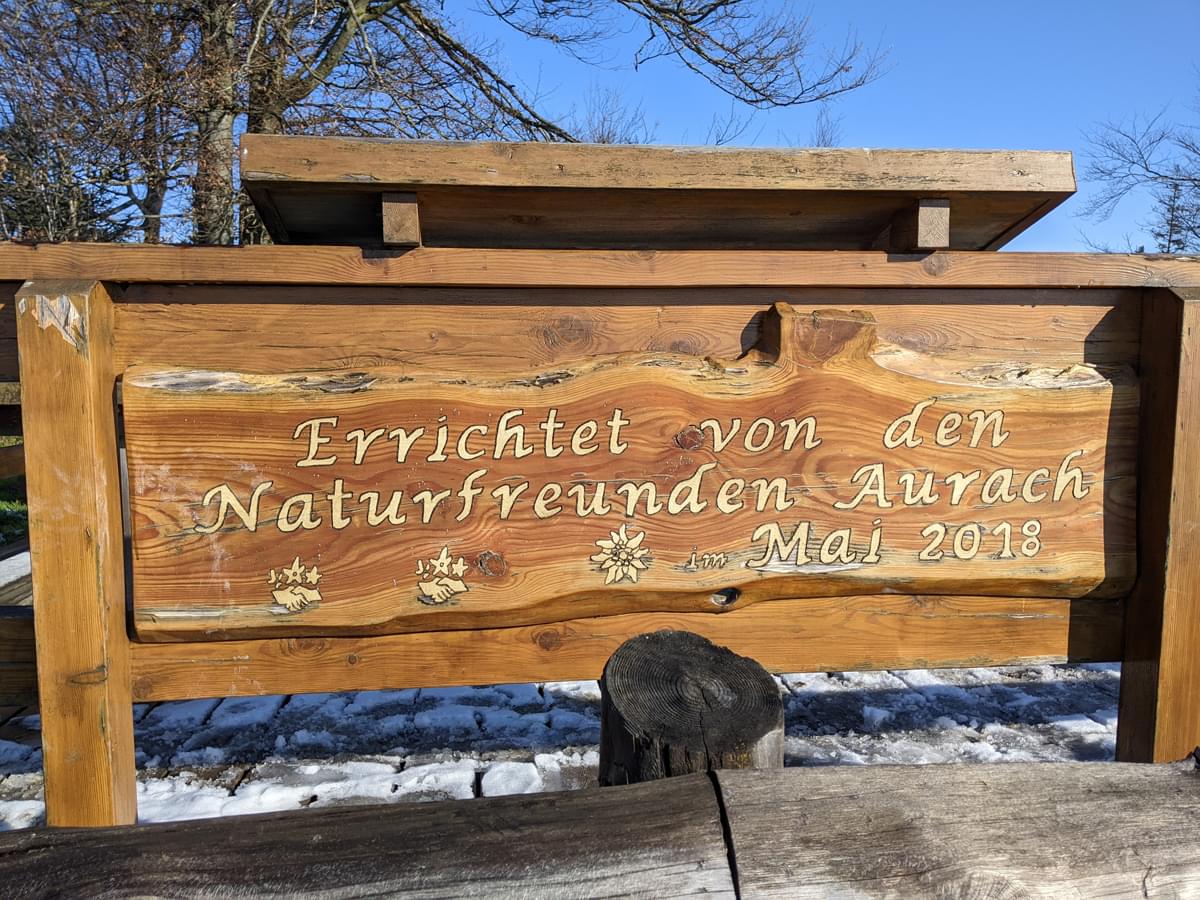 Errichtet von den
Naturfreunden Aurach
im Mai 2018